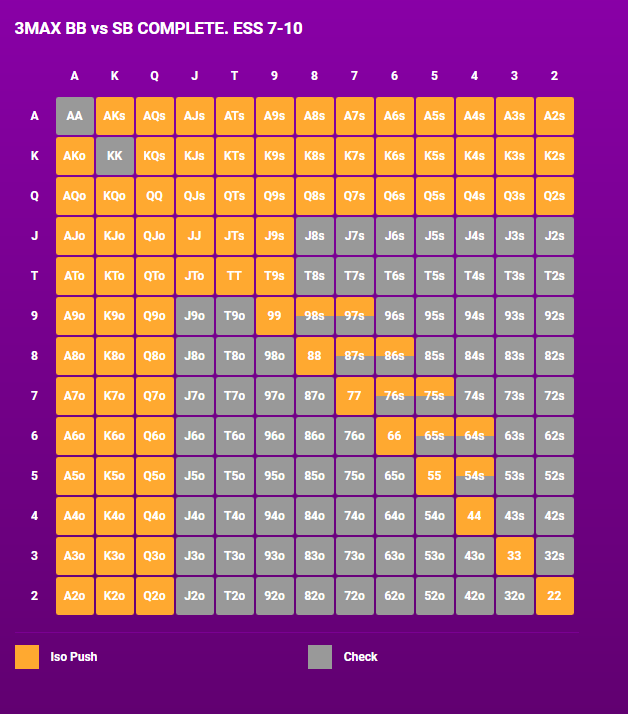 3MAX BB vs SB COMPLETE. ESS 7-10
A K Q J T 9 8 7 6 5 4 3 2
A AA AKs AQs AJs ATs A9s A8s A7s A6s A5s A4s A3s A2s
K AKo KK KQs KJs KTs K9s K8s K7s K6s K5s K4s K3s K2s
Q AQo KQo QQ QJs QTs Q9s Q8s Q7s Q6s Q5s Q4s Q3s Q2s
J AJo KJo QJo JJ JTs J9s J8s J7s J6s J5s J4s J3s J2s
T ATo KTo QTo JTo TT T9s T8s T7s T6s T5s T4s T3s T2s
9 A9o K9o Q9o J9o T9o 99 98s 97s 96s 95s 94s 93s 92s
8 A8o K8o Q8o J8o T8o 98o 88 87s 86s 85s 84s 83s 82s
7 A7o K7o Q7o J7o T7o 97o 87o 77 76s 75s 74s 73s 72s
6 A6o K6o Q6o J6o T6o 96o 86o 76o 66 65s 64s 63s 62s
5 A5o K5o Q5o J5o T5o 95o 85o 75o 65o 55 54s 53s 52s
4 A4o K4o Q4o J4o T4o 94o 84o 74o 64o 54o 44 43s 42s
3 A3o K3o Q3o J3o T3o 93o 83o 73o 63o 53o 43o 33 32s
2 A2o K2o Q2o J2o T2o 92o 82o 72o 62o 52o 42o 32o 22
Iso Push Check